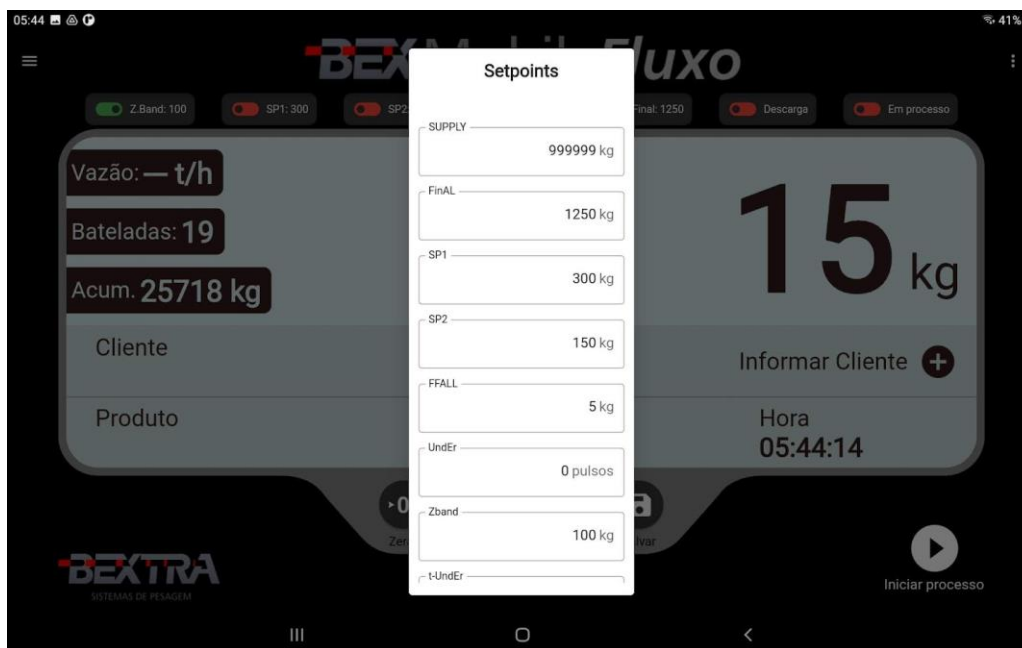 05:44
41%
BEX
Fluxo
Setpoints
Z.Band: 100
SP1: 300
SP2
Final: 1250
Descarga
Em processo
SUPPLY
999999 kg
FinAL
1250 kg
SP1
300 kg
SP2
150 kg
FFALL
5 kg
UndEr
0 pulsos
Zband
100 kg
t-UndEr
Vazão: — t/h
Bateladas: 19
Acum. 25718 kg
15 kg
Cliente
Informar Cliente
Produto
Hora
05:44:14
Iniciar processo
BEXTRA
SISTEMAS DE PESAGEM